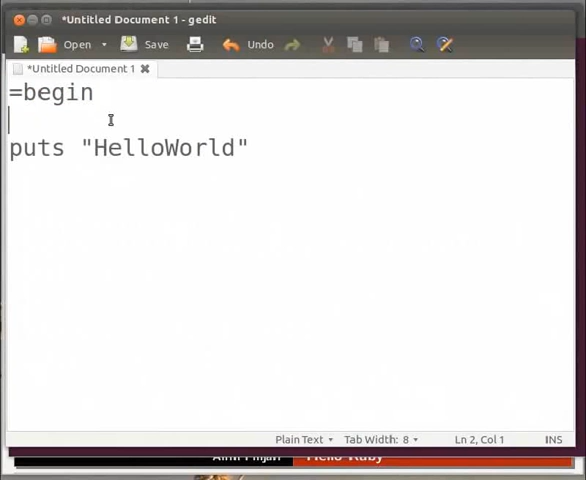 *Untitled Document 1 - gedit
Open Save Undo
*Untitled Document 1
=begin
puts "HelloWorld"
Plain Text Tab Width: 8 Ln 2, Col 1 INS
Hello Ruby